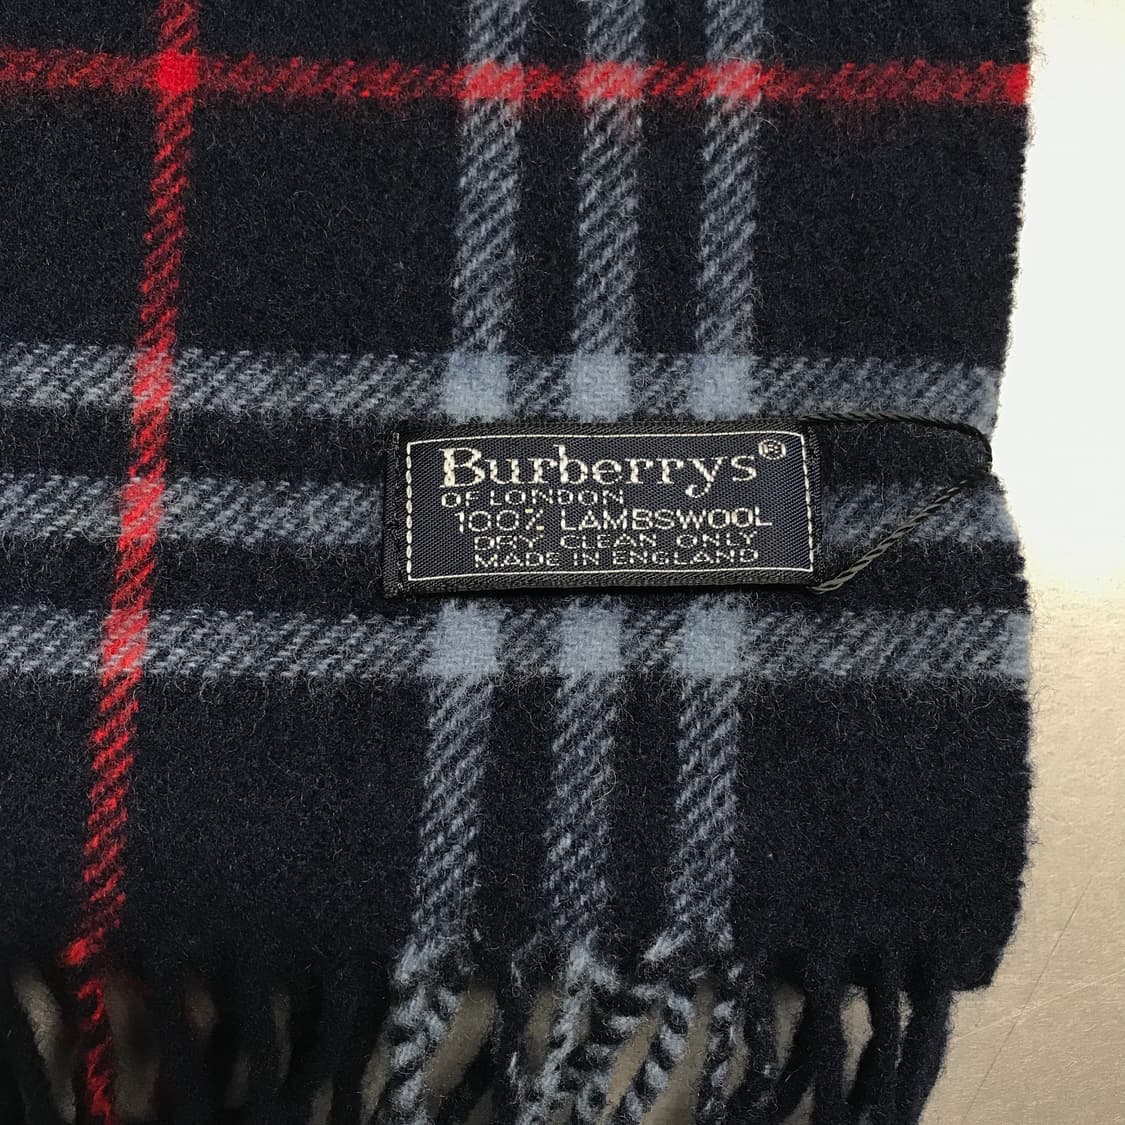 Burberrys®
OF LONDON
100% LAMBSWOOL
DRY CLEAN ONLY
MADE IN ENGLAND